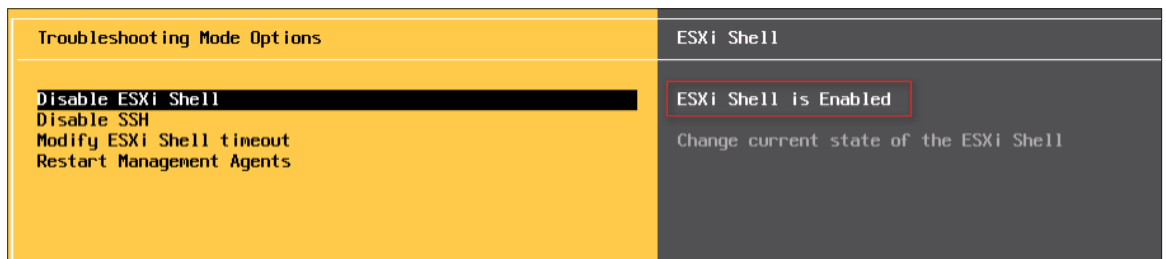 Troubleshooting Mode Options
ESXi Shell
Disable ESXi Shell
Disable SSH
Modify ESXi Shell timeout
Restart Management Agents
ESXi Shell is Enabled
Change current state of the ESXi Shell